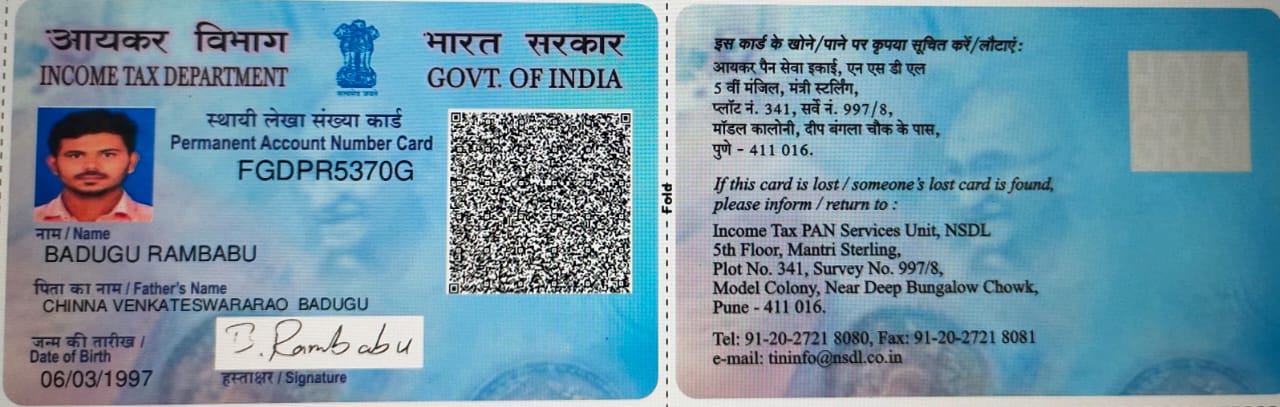 आयकर विभाग
INCOME TAX DEPARTMENT
सत्यमेव जयते
भारत सरकार
GOVT. OF INDIA
स्थायी लेखा संख्या कार्ड
Permanent Account Number Card
FGDPR5370G
नाम / Name
BADUGU RAMBABU
पिता का नाम / Father's Name
CHINNA VENKATESWARARAO BADUGU
जन्म की तारीख /
Date of Birth
06/03/1997
B. Rambabu
हस्ताक्षर / Signature
Fold
इस कार्ड के खोने/पाने पर कृपया सूचित करें/लौटाएं:
आयकर पैन सेवा इकाई, एन एस डी एल
5 वीं मंजिल, मंत्री स्टर्लिंग,
प्लॉट नं. 341, सर्वे नं. 997/8,
मॉडल कालोनी, दीप बंगला चौक के पास,
पुणे - 411 016.
If this card is lost / someone's lost card is found,
please inform / return to :
Income Tax PAN Services Unit, NSDL
5th Floor, Mantri Sterling,
Plot No. 341, Survey No. 997/8,
Model Colony, Near Deep Bungalow Chowk,
Pune - 411 016.
Tel: 91-20-2721 8080, Fax: 91-20-2721 8081
e-mail: tininfo@nsdl.co.in